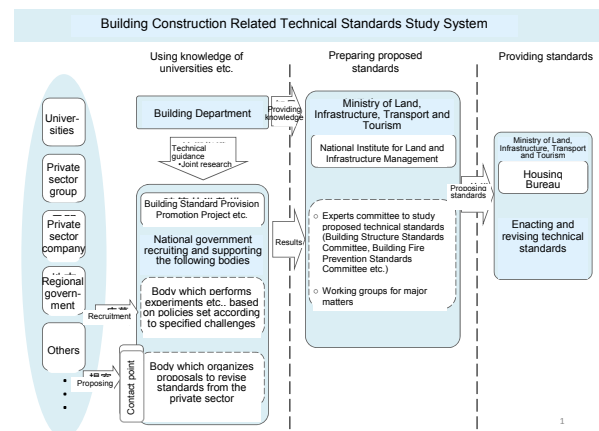 Building Construction Related Technical Standards Study System
Using knowledge of
universities etc.
Preparing proposed
standards
Providing standards
Univer-
sities
Private
sector
group
Private
sector
company
Regional
govern-
ment
Others
•
•
•
Building Department
Providing
knowledge
Technical
guidance
•Joint research
Building Standard Provision
Promotion Project etc.
National government
recruiting and supporting
the following bodies
Recruitment
Body which performs
experiments etc., based
on policies set according
to specified challenges
Proposing
Contact point
Body which organizes
proposals to revise
standards from the
private sector
Results
Ministry of Land,
Infrastructure, Transport and
Tourism
National Institute for Land and
Infrastructure Management
○ Experts committee to study
proposed technical standards
(Building Structure Standards
Committee, Building Fire
Prevention Standards
Committee etc.)
○ Working groups for major
matters
Proposing
standards
Ministry of Land,
Infrastructure, Transport
and Tourism
Housing
Bureau
Enacting and
revising technical
standards
1